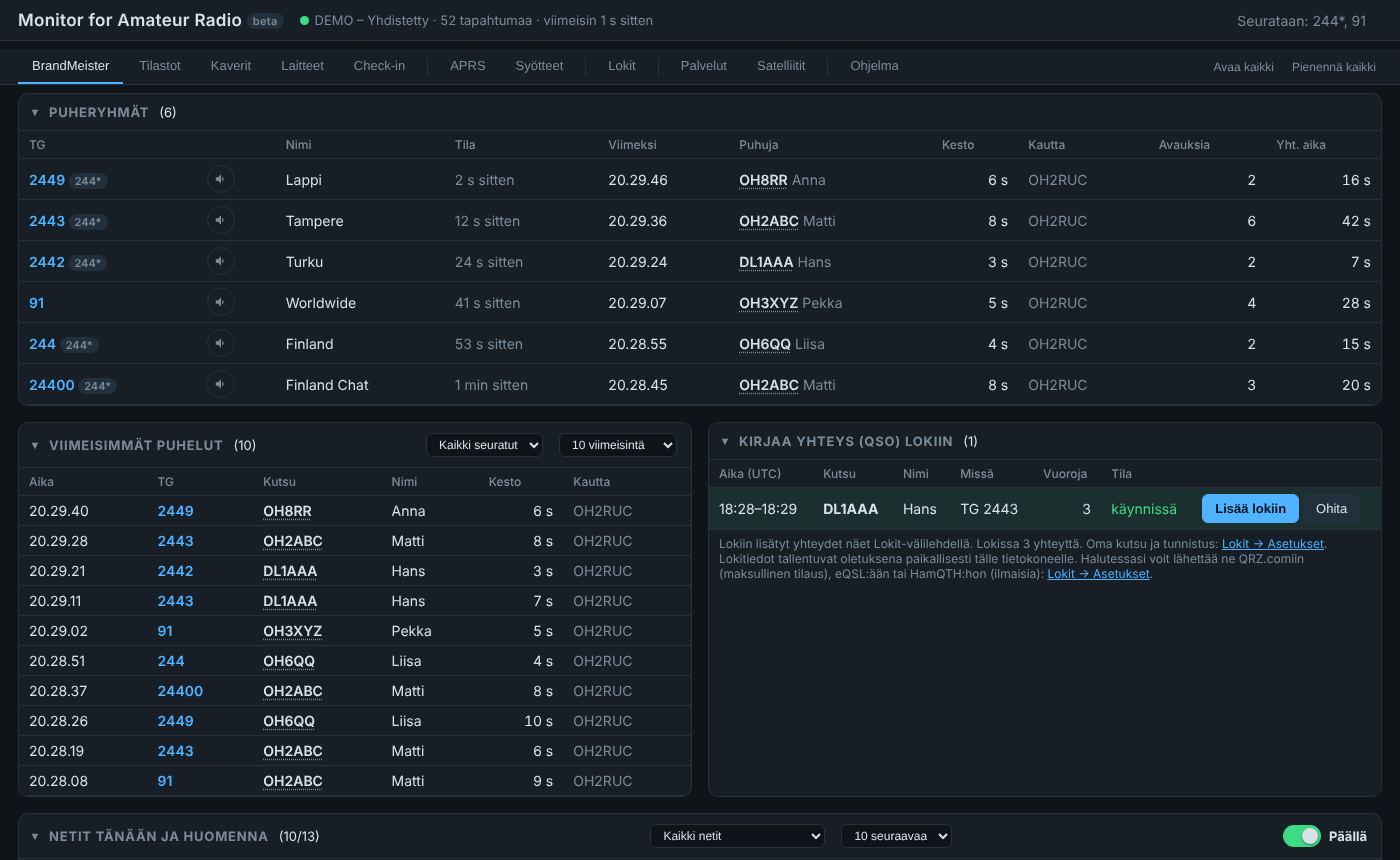 Monitor for Amateur Radio beta DEMO – Yhdistetty · 52 tapahtumaa · viimeisin 1 s sitten Seurataan: 244*, 91
BrandMeister Tilastot Kaverit Laitteet Check-in APRS Syötteet Lokit Palvelut Satelliitit Ohjelma Avaa kaikki Pienennä kaikki
▼ PUHERYHMÄT (6)
TG Nimi Tila Viimeksi Puhuja Kesto Kautta Avauksia Yht. aika
2449 244* Lappi 2 s sitten 20.29.46 OH8RR Anna 6 s OH2RUC 2 16 s
2443 244* Tampere 12 s sitten 20.29.36 OH2ABC Matti 8 s OH2RUC 6 42 s
2442 244* Turku 24 s sitten 20.29.24 DL1AAA Hans 3 s OH2RUC 2 7 s
91 Worldwide 41 s sitten 20.29.07 OH3XYZ Pekka 5 s OH2RUC 4 28 s
244 244* Finland 53 s sitten 20.28.55 OH6QQ Liisa 4 s OH2RUC 2 15 s
24400 244* Finland Chat 1 min sitten 20.28.45 OH2ABC Matti 8 s OH2RUC 3 20 s
▼ VIIMEISIMMÄT PUHELUT (10) Kaikki seuratut 10 viimeisintä
Aika TG Kutsu Nimi Kesto Kautta
20.29.40 2449 OH8RR Anna 6 s OH2RUC
20.29.28 2443 OH2ABC Matti 8 s OH2RUC
20.29.21 2442 DL1AAA Hans 3 s OH2RUC
20.29.11 2443 DL1AAA Hans 7 s OH2RUC
20.29.02 91 OH3XYZ Pekka 5 s OH2RUC
20.28.51 244 OH6QQ Liisa 4 s OH2RUC
20.28.37 24400 OH2ABC Matti 8 s OH2RUC
20.28.26 2449 OH6QQ Liisa 10 s OH2RUC
20.28.19 2443 OH2ABC Matti 6 s OH2RUC
20.28.08 91 OH2ABC Matti 9 s OH2RUC
▼ KIRJAA YHTEYS (QSO) LOKIIN (1)
Aika (UTC) Kutsu Nimi Missä Vuoroja Tila
18:28–18:29 DL1AAA Hans TG 2443 3 käynnissä Lisää lokiin Ohita
Lokiin lisätyt yhteydet näet Lokit-välilehdellä. Lokissa 3 yhteyttä. Oma kutsu ja tunnistus: Lokit → Asetukset.
Lokitiedot tallentuvat oletuksena paikallisesti tälle tietokoneelle. Halutessasi voit lähettää ne QRZ.comiin
(maksullinen tilaus), eQSL:ään tai HamQTH:hon (ilmaisia): Lokit → Asetukset.
▼ NETIT TÄNÄÄN JA HUOMENNA (10/13) Kaikki netit 10 seuraavaa Päällä